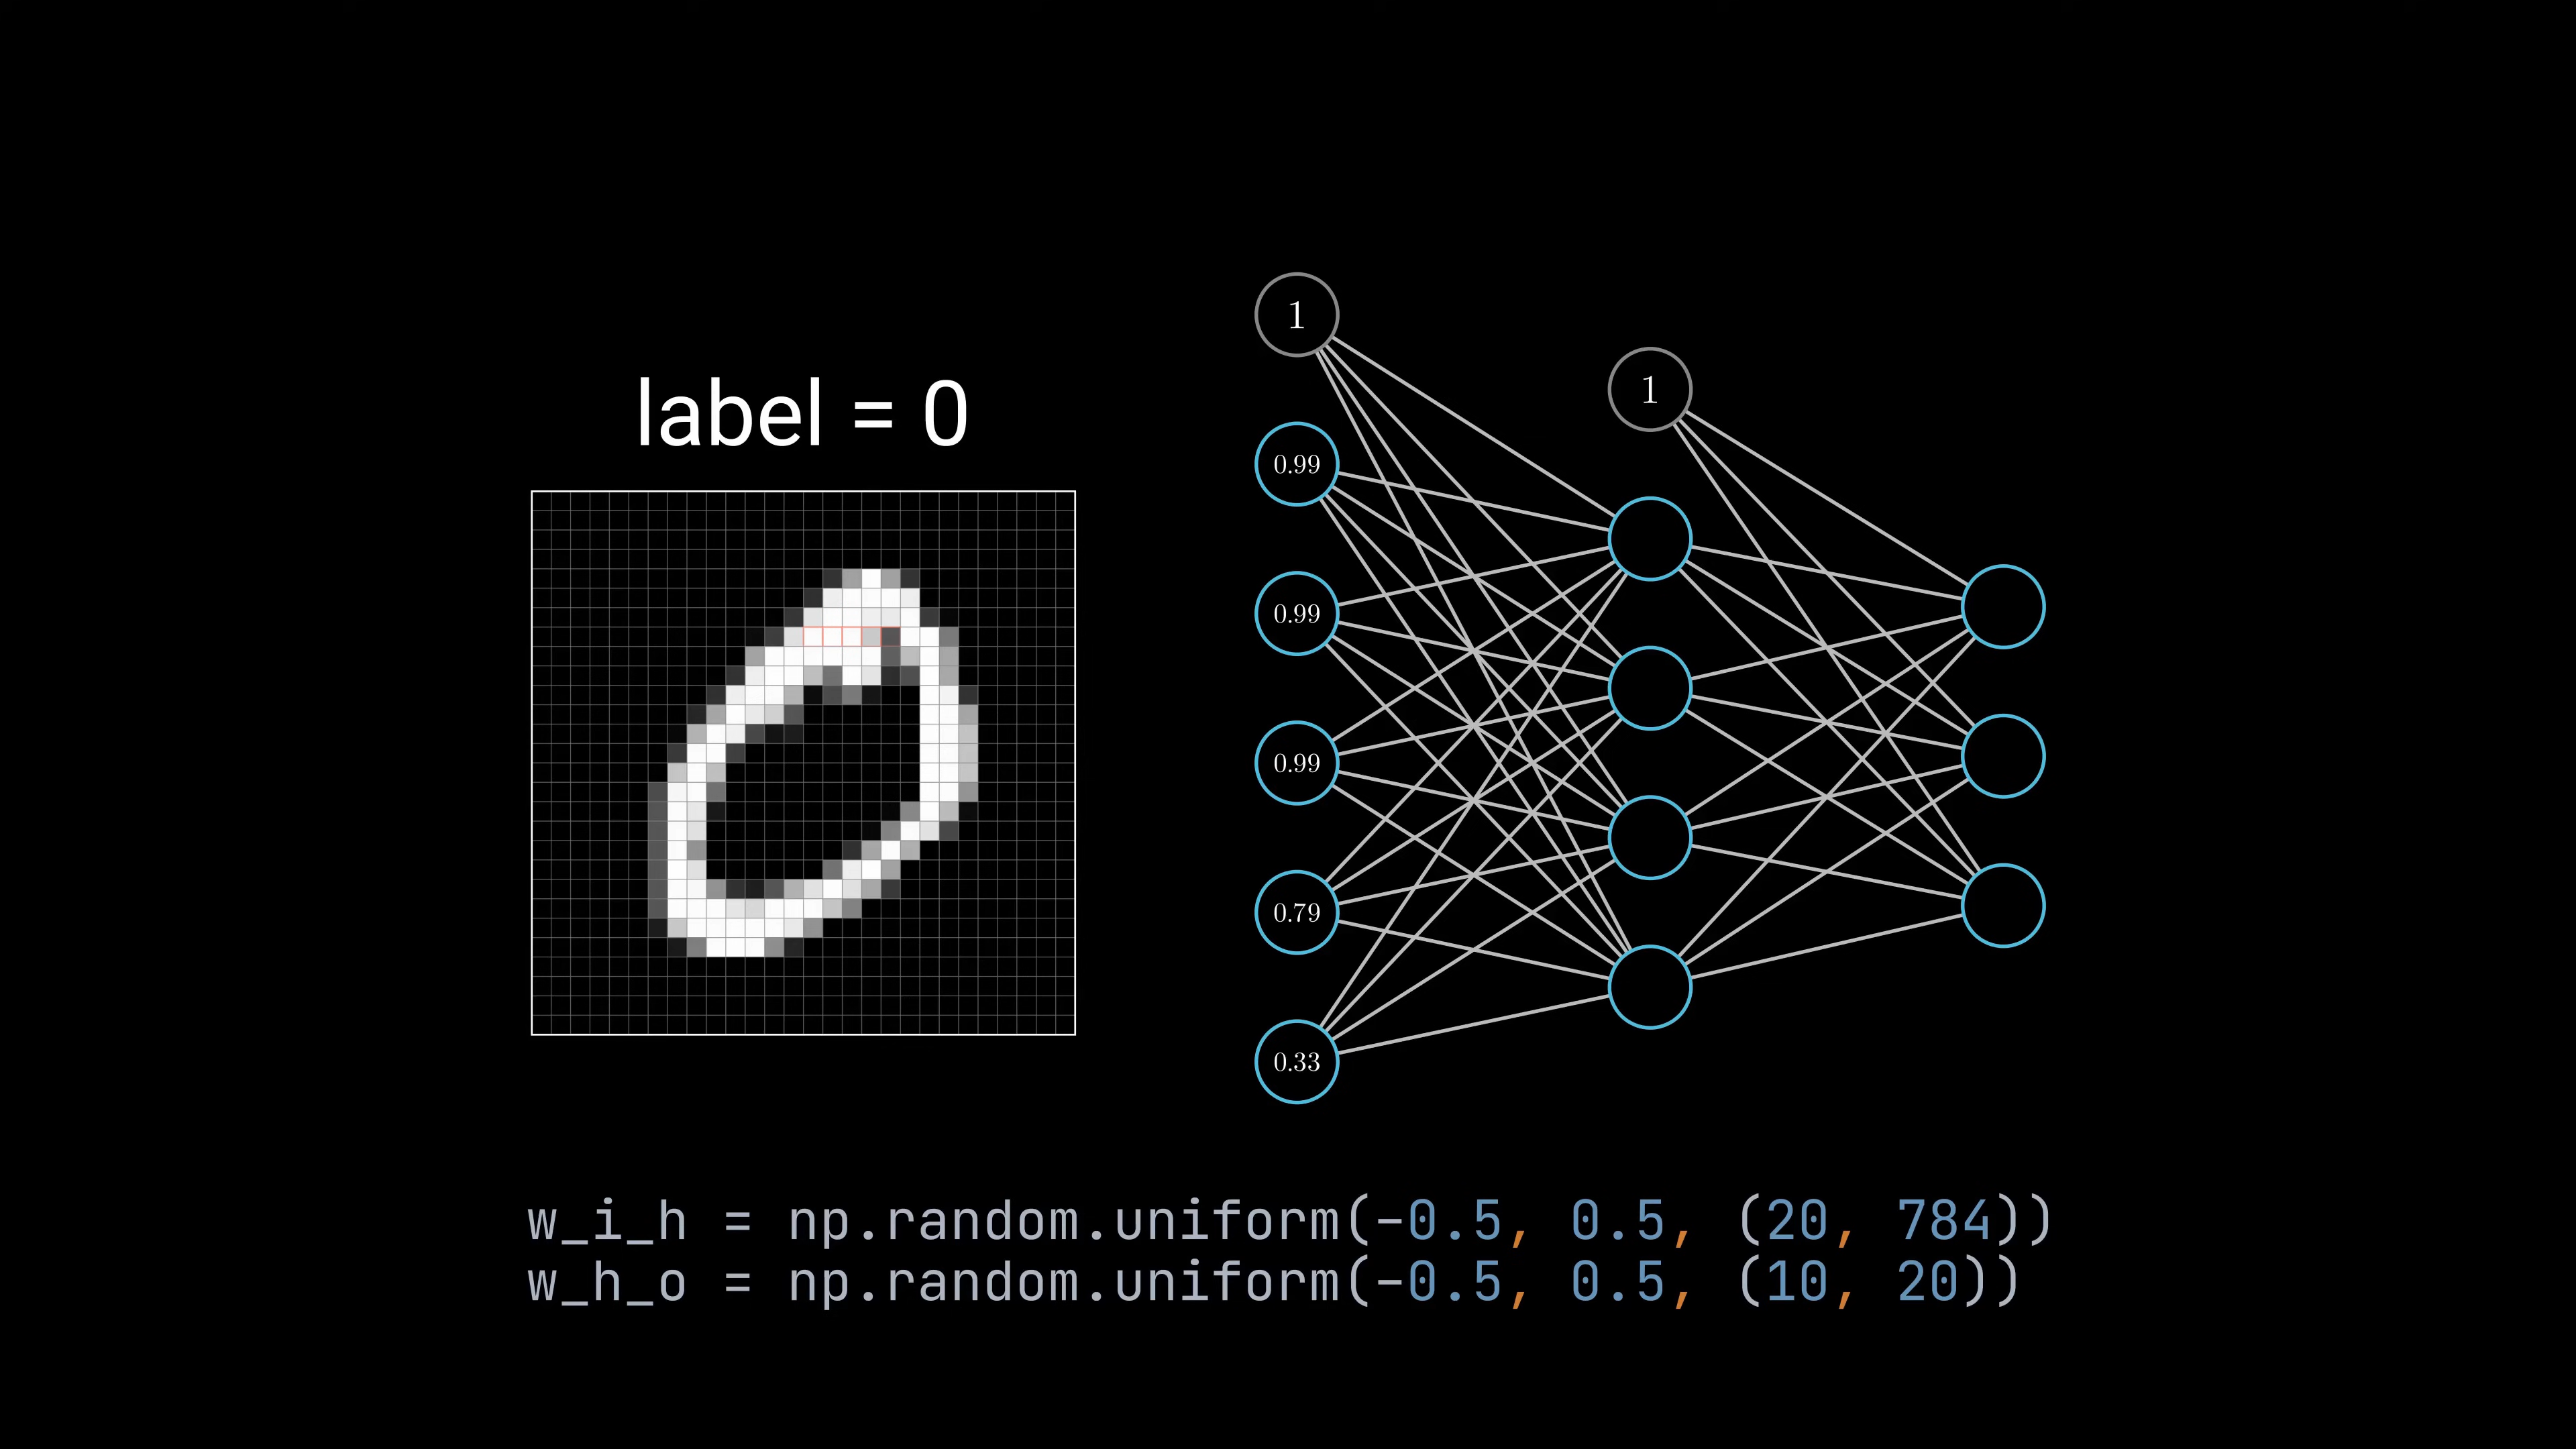 label = 0
1
1
0.99
0.99
0.99
0.79
0.33
w_i_h = np.random.uniform(-0.5, 0.5, (20, 784))
w_h_o = np.random.uniform(-0.5, 0.5, (10, 20))